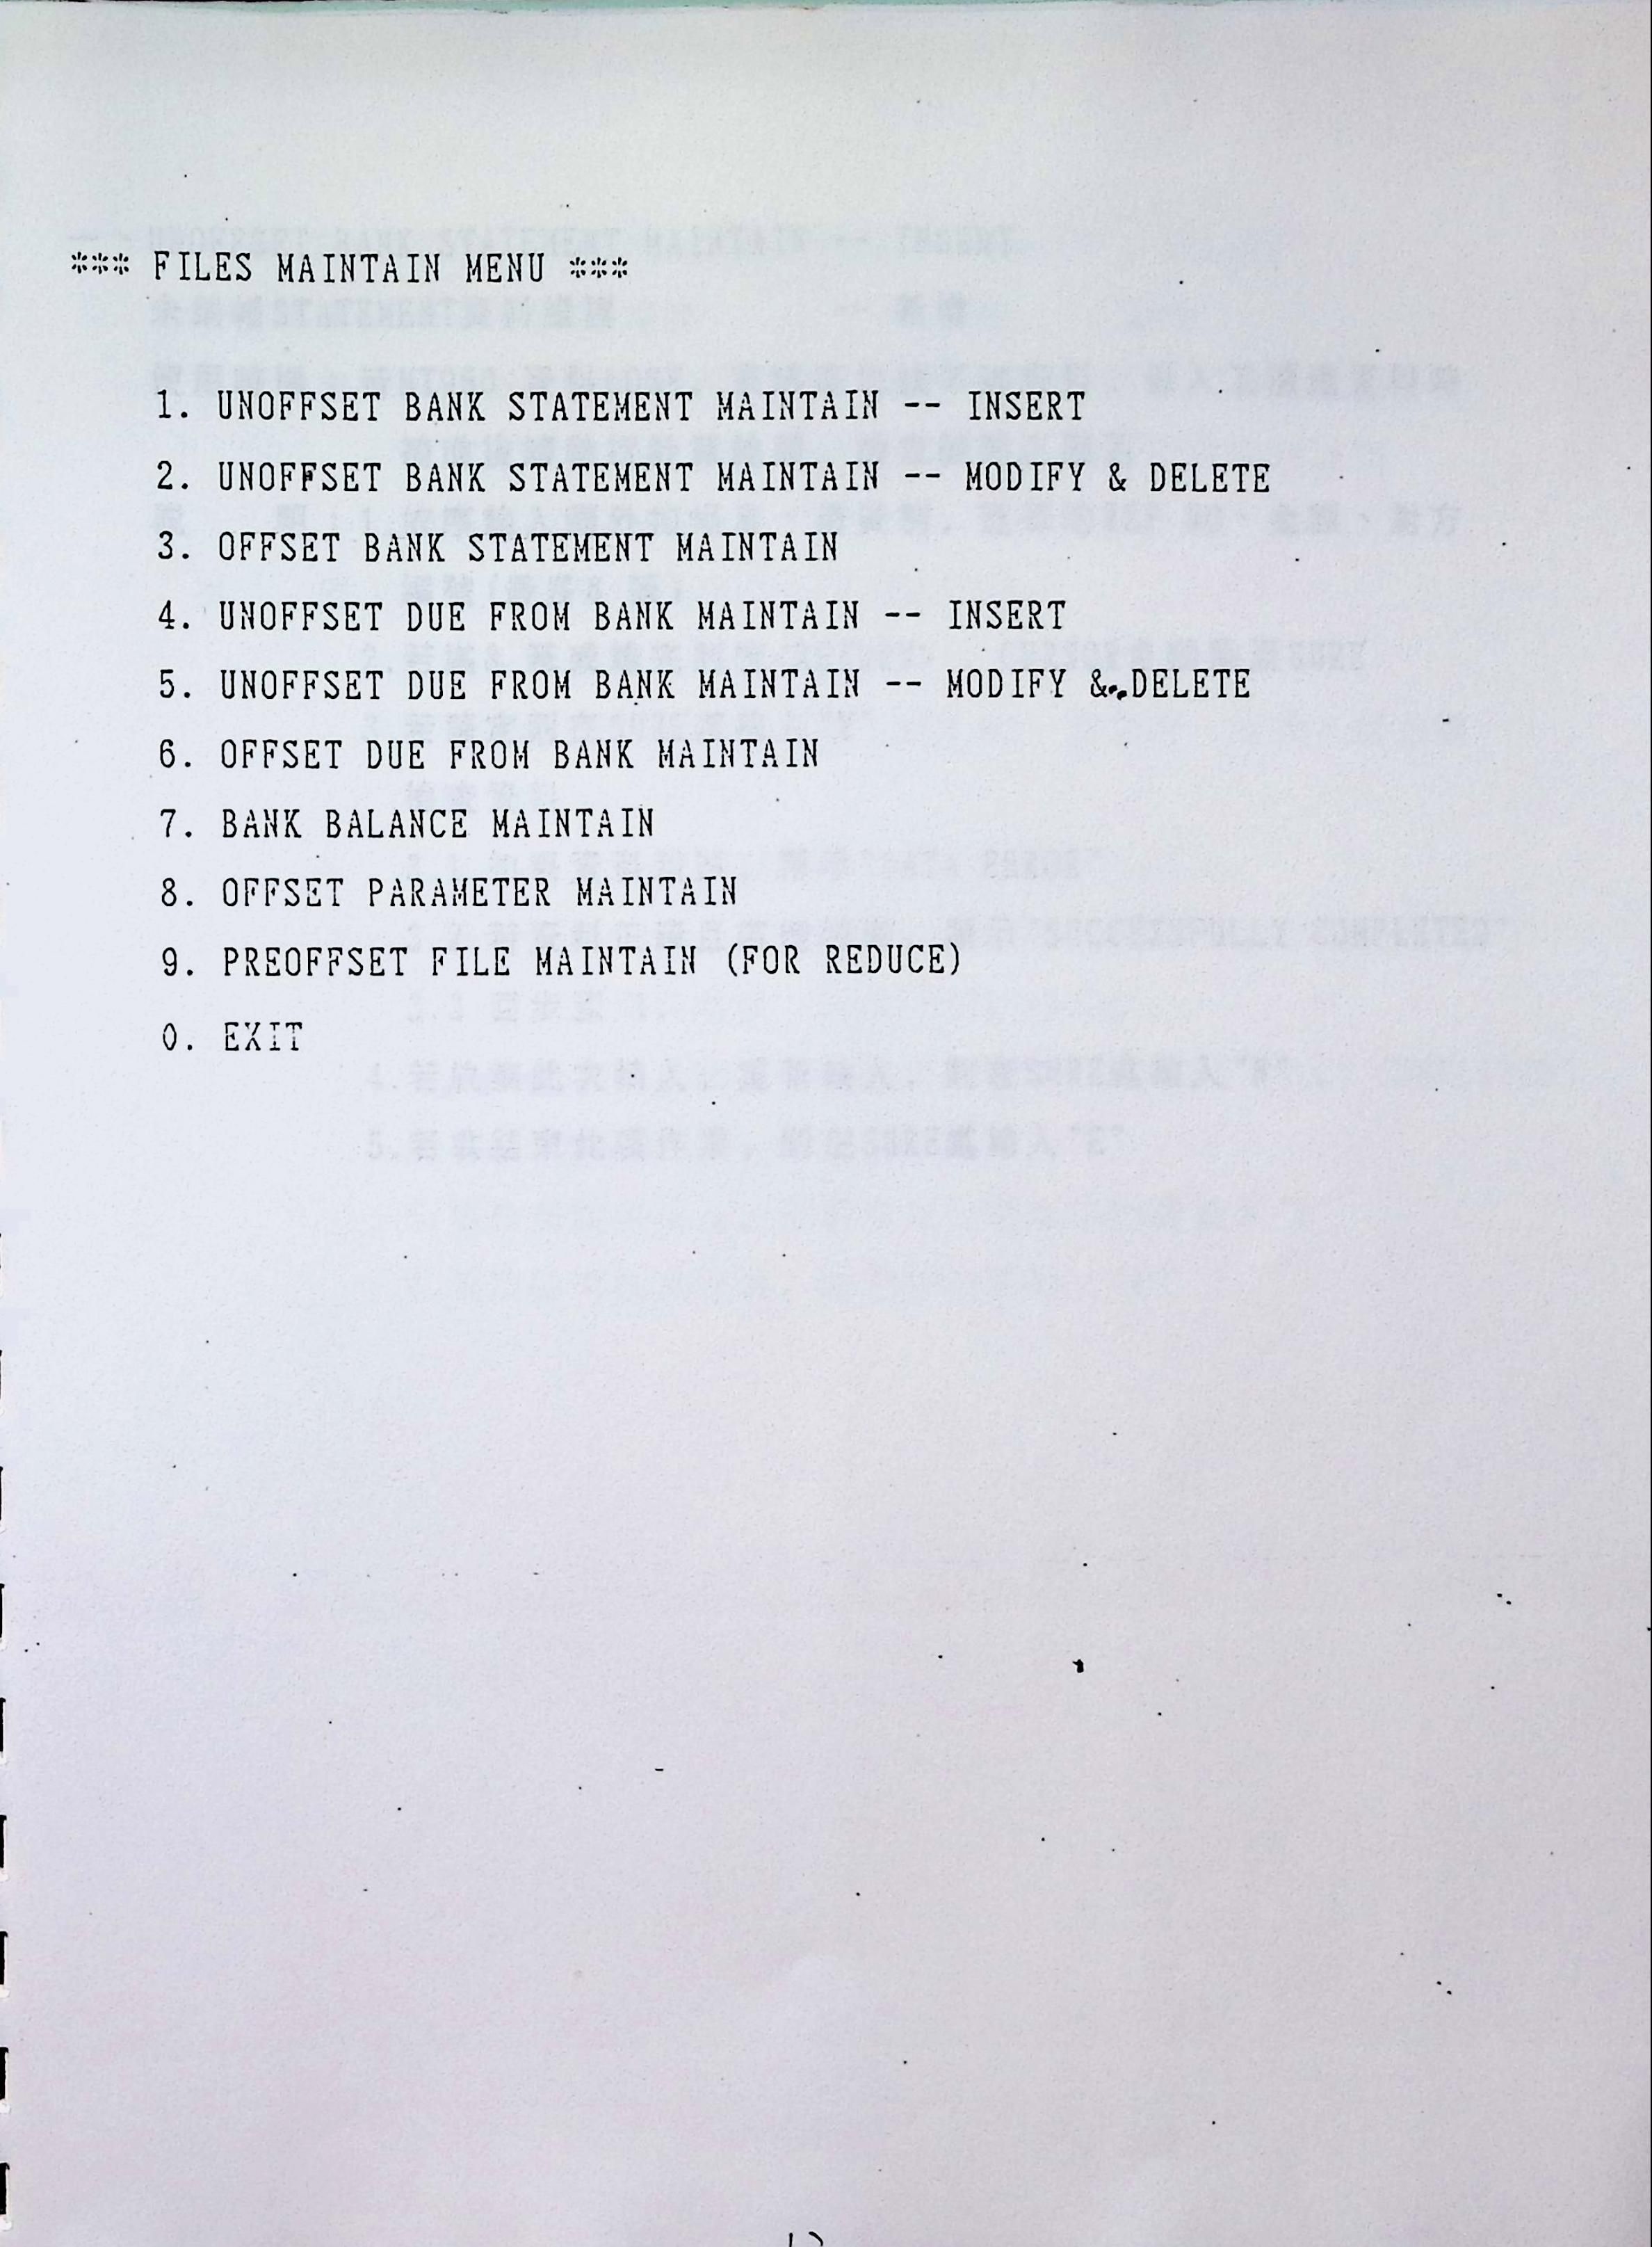 *** FILES MAINTAIN MENU ***
1. UNOFFSET BANK STATEMENT MAINTAIN -- INSERT
2. UNOFFSET BANK STATEMENT MAINTAIN -- MODIFY & DELETE
3. OFFSET BANK STATEMENT MAINTAIN
4. UNOFFSET DUE FROM BANK MAINTAIN -- INSERT
5. UNOFFSET DUE FROM BANK MAINTAIN -- MODIFY & DELETE
6. OFFSET DUE FROM BANK MAINTAIN
7. BANK BALANCE MAINTAIN
8. OFFSET PARAMETER MAINTAIN
9. PREOFFSET FILE MAINTAIN (FOR REDUCE)
0. EXIT